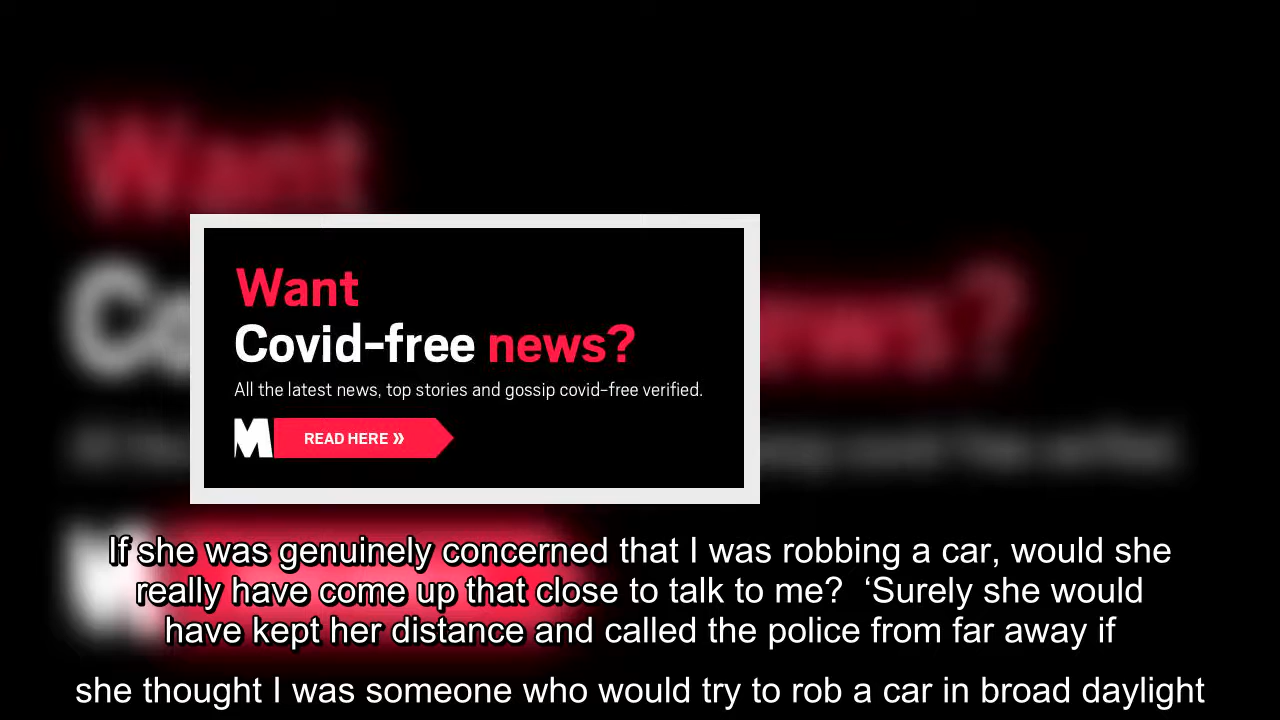 Want
Covid-free news?
All the latest news, top stories and gossip covid-free verified.
M READ HERE »
If she was genuinely concerned that I was robbing a car, would she
really have come up that close to talk to me?  ‘Surely she would
have kept her distance and called the police from far away if
she thought I was someone who would try to rob a car in broad daylight